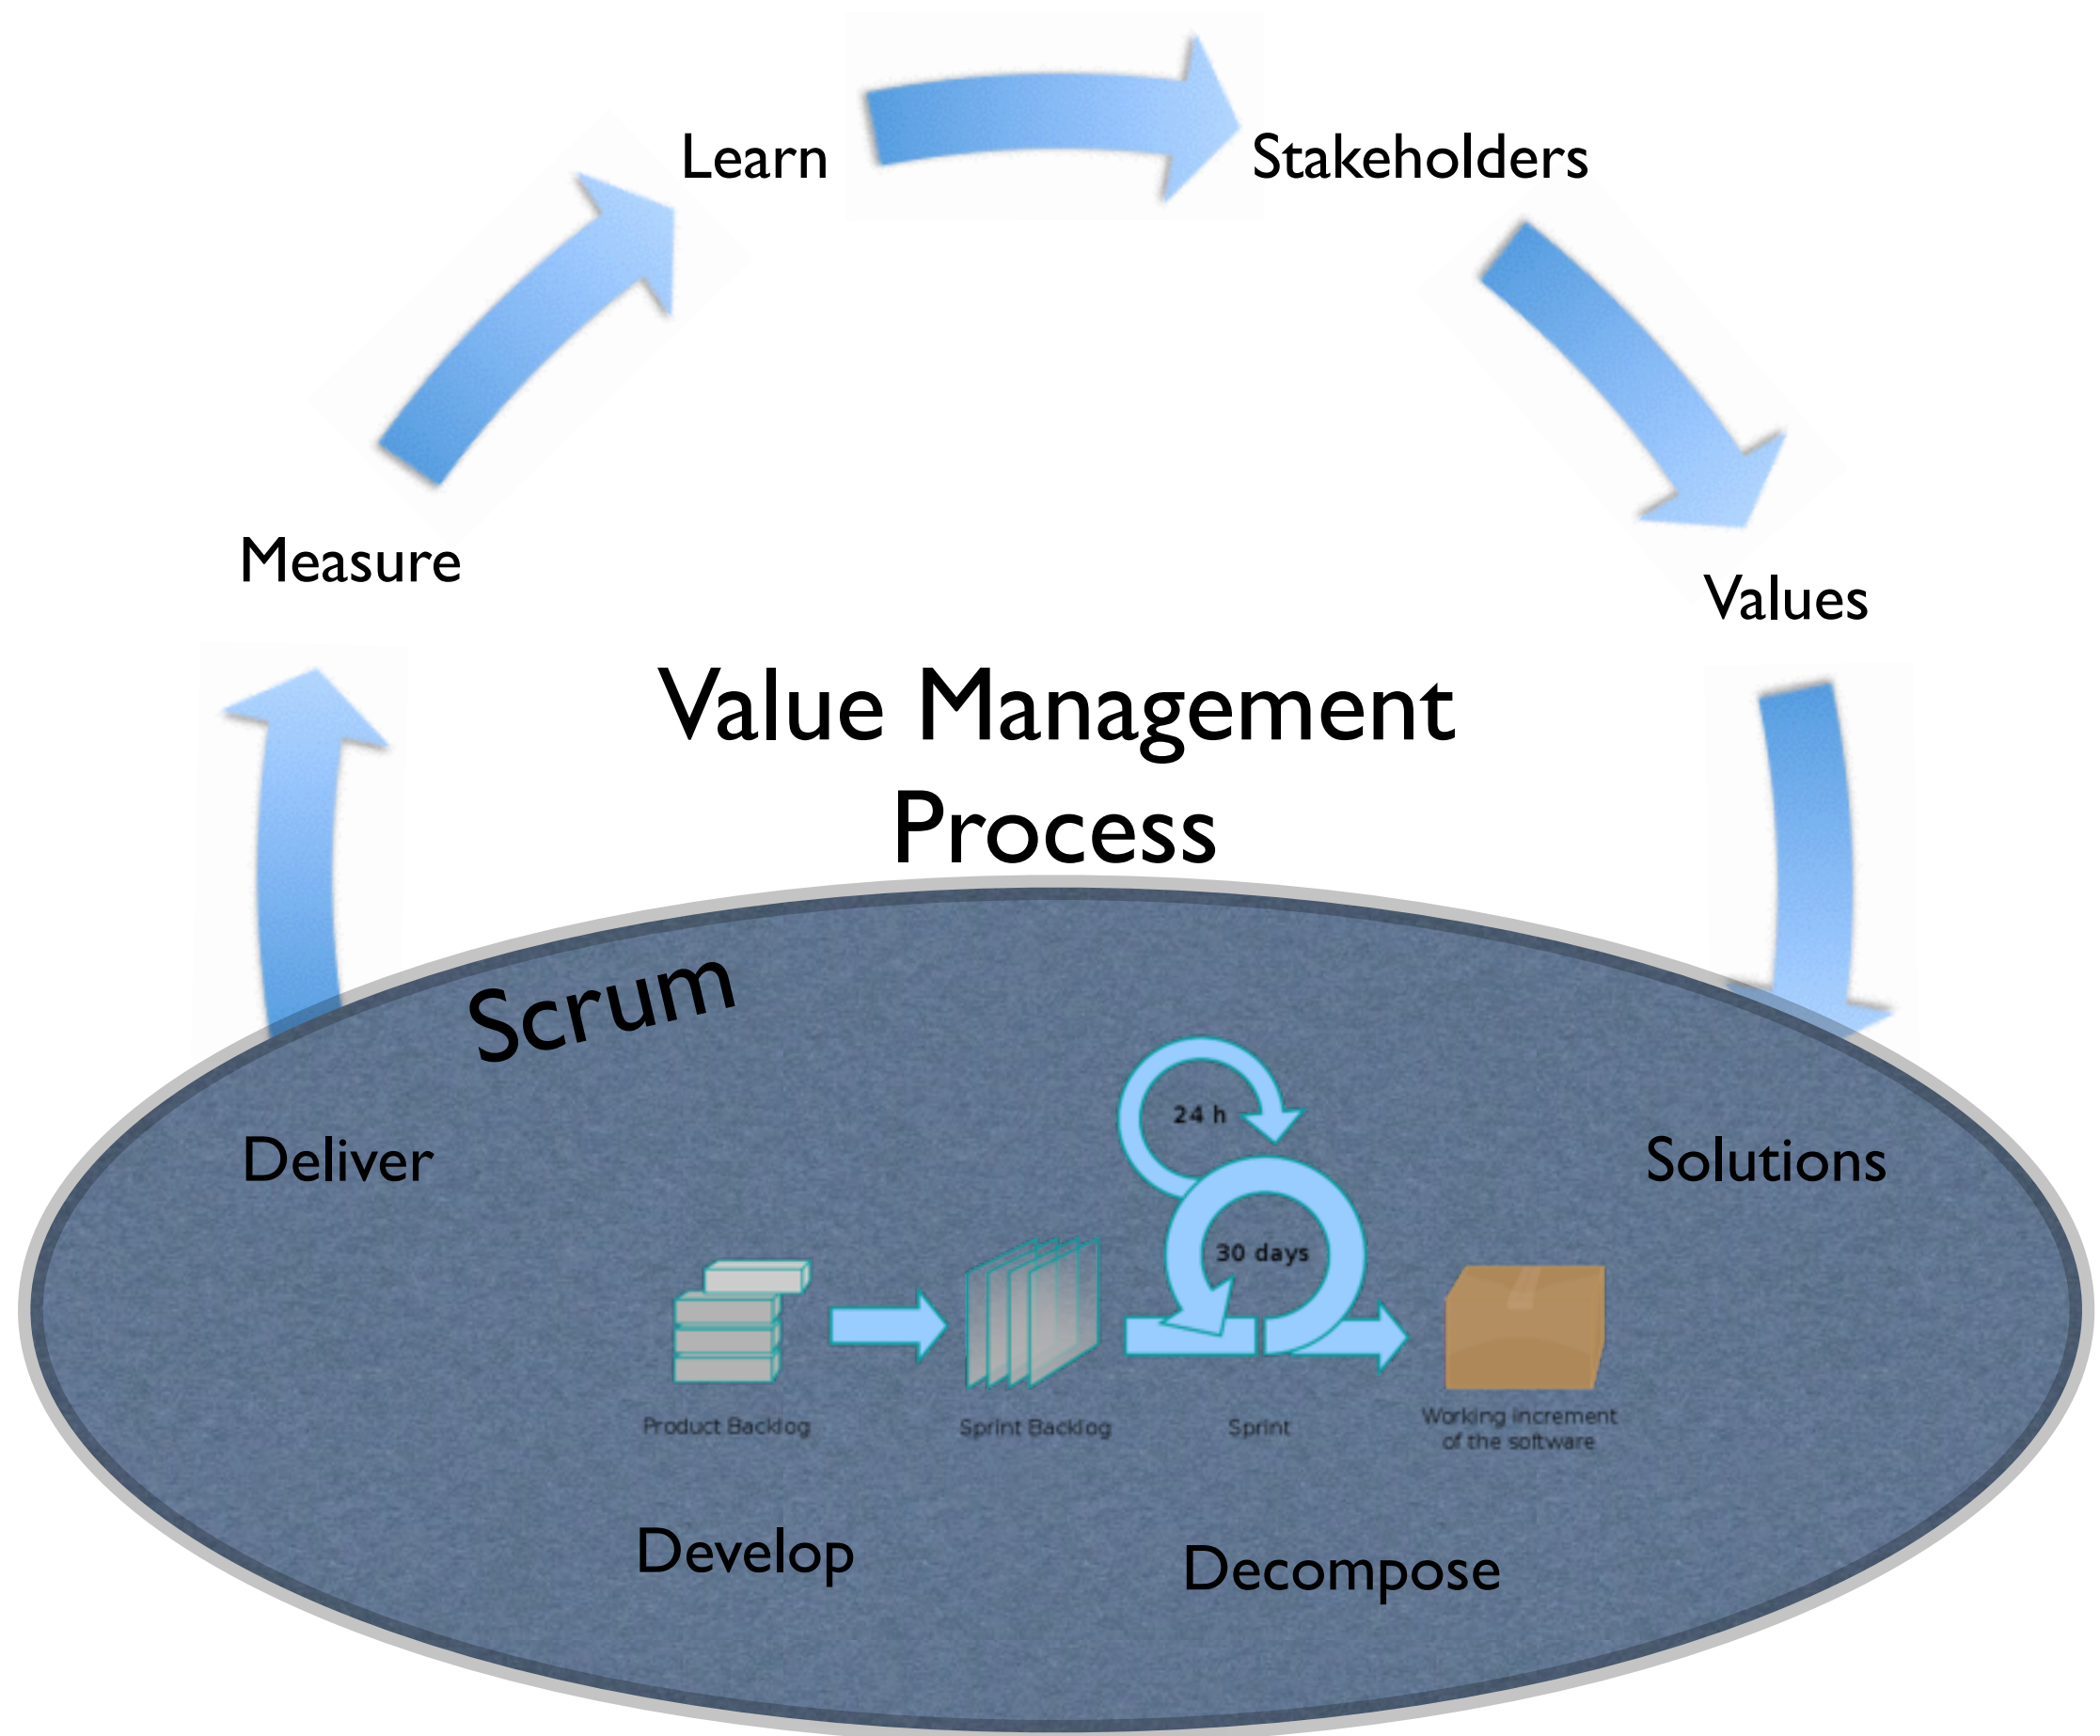 Learn
Stakeholders
Measure
Values
Value Management
Process
Scrum
24 h
Deliver
Solutions
30 days
Product Backlog
Sprint Backlog
Sprint
Working increment
of the software
Develop
Decompose